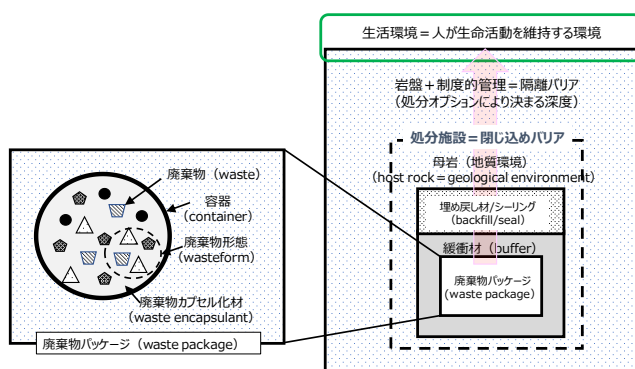 生活環境＝人が生命活動を維持する環境
岩盤＋制度的管理＝隔離バリア
（処分オプションにより決まる深度）
処分施設＝閉じ込めバリア
母岩（地質環境）
(host rock＝geological environment)
埋め戻し材/シーリング
(backfill/seal)
緩衝材（buffer）
廃棄物パッケージ
(waste package)
廃棄物（waste）
容器
(container)
廃棄物形態
(wasteform)
廃棄物カプセル化材
(waste encapsulant)
廃棄物パッケージ（waste package）